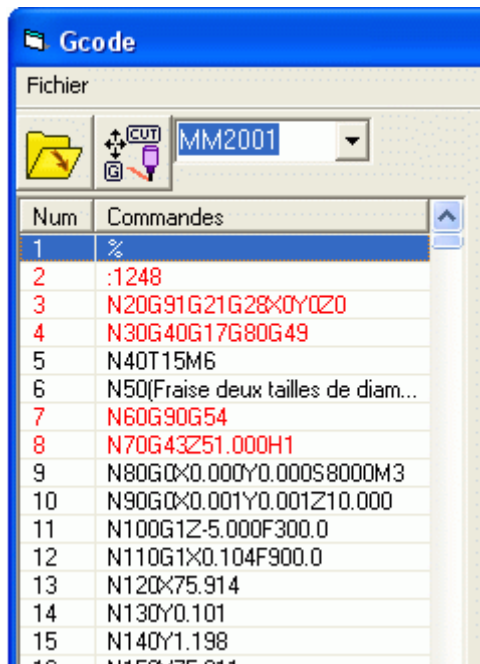 Gcode
Fichier
CUT
G
MM2001
Num Commandes
1 %
2 :1248
3 N20G91G21G28X0Y0Z0
4 N30G40G17G80G49
5 N40T15M6
6 N50(Fraise deux tailles de diam...
7 N60G90G54
8 N70G43Z51.000H1
9 N80G0X0.000Y0.000S8000M3
10 N90G0X0.001Y0.001Z10.000
11 N100G1Z-5.000F300.0
12 N110G1X0.104F900.0
13 N120X75.914
14 N130Y0.101
15 N140Y1.198